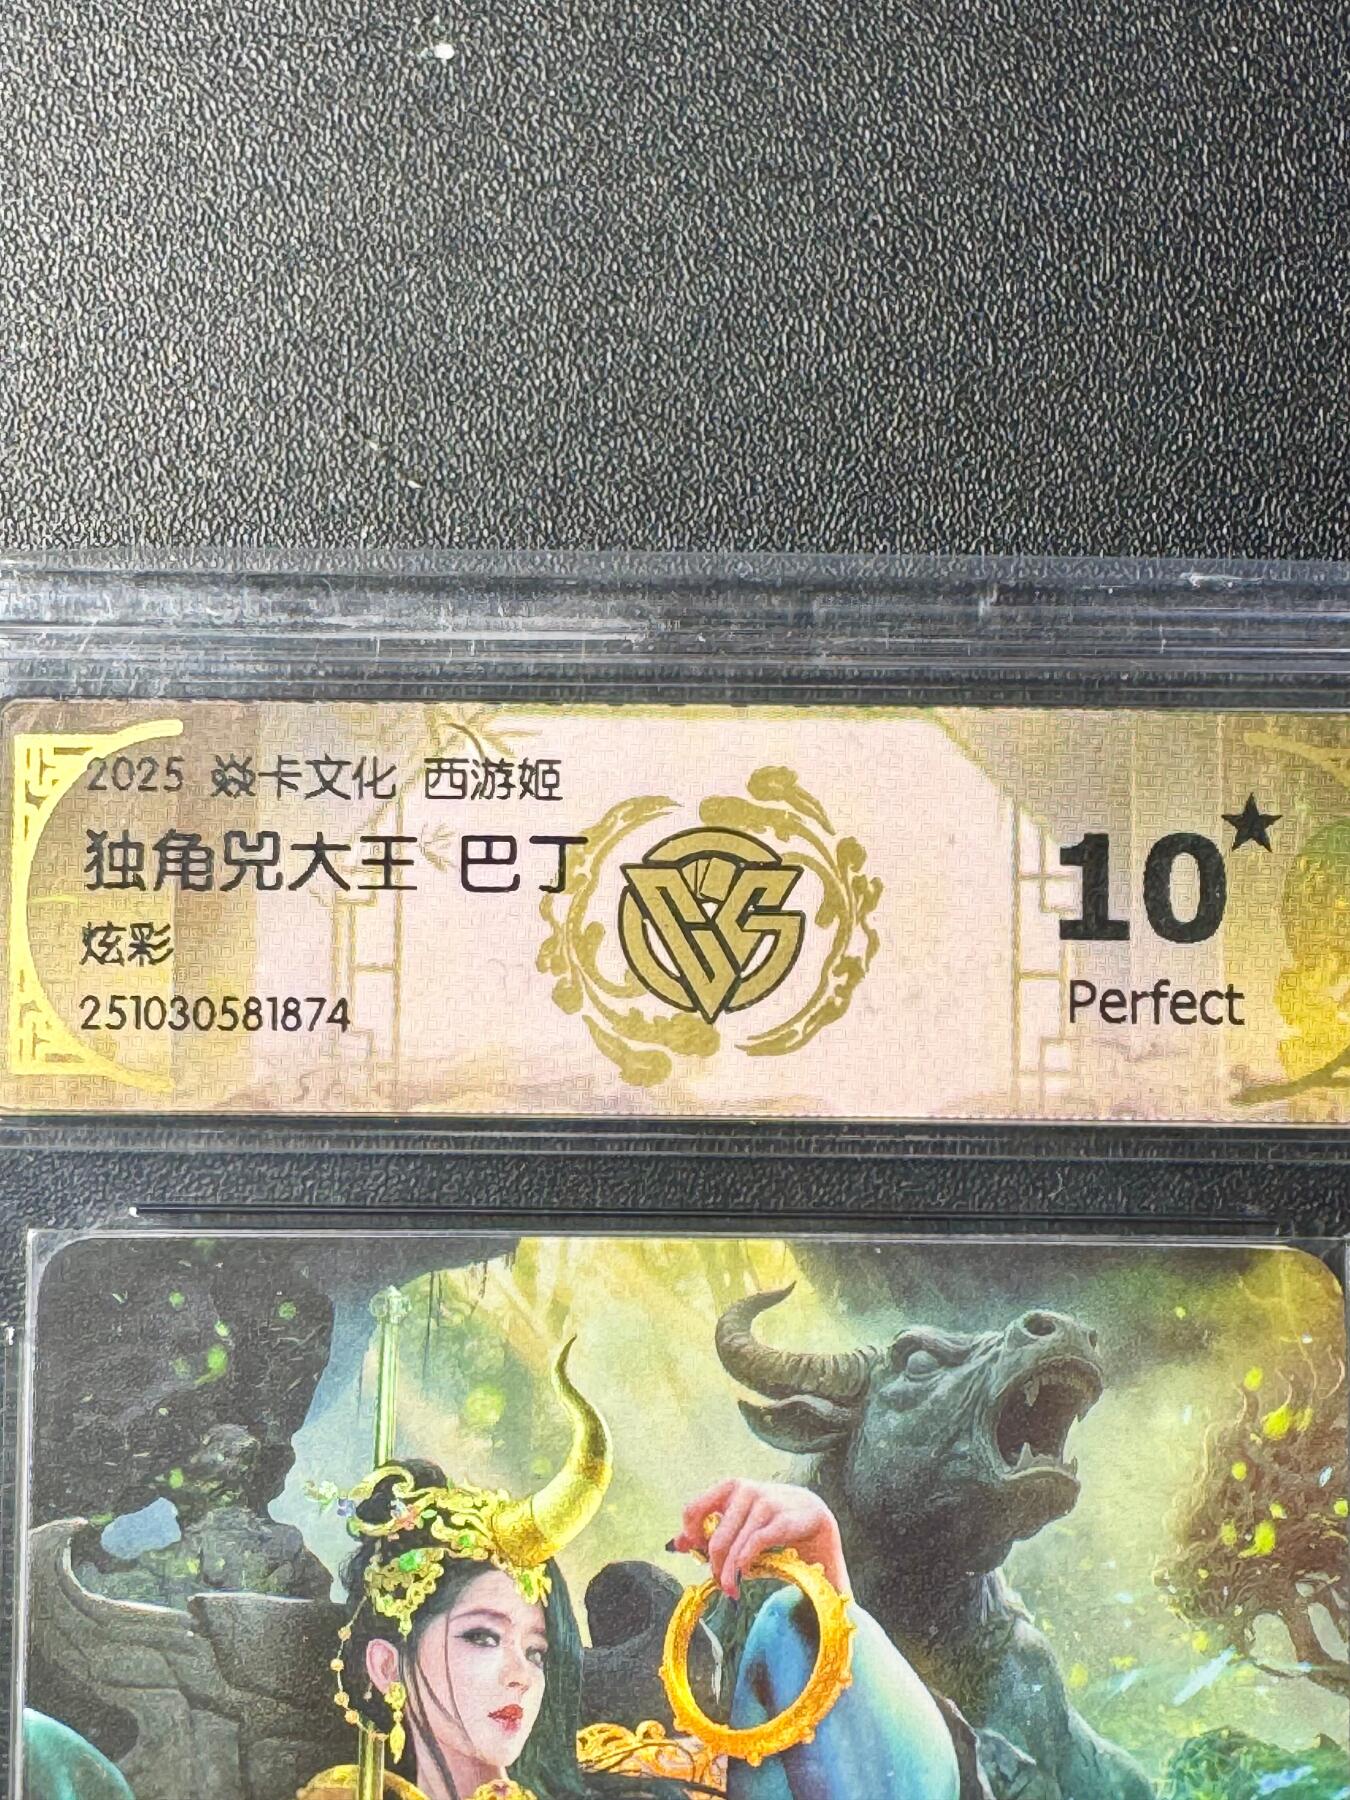 2025 焱卡文化 西游姬
独角兕大王 巴丁
炫彩
251030581874
CCS
10★
Perfect